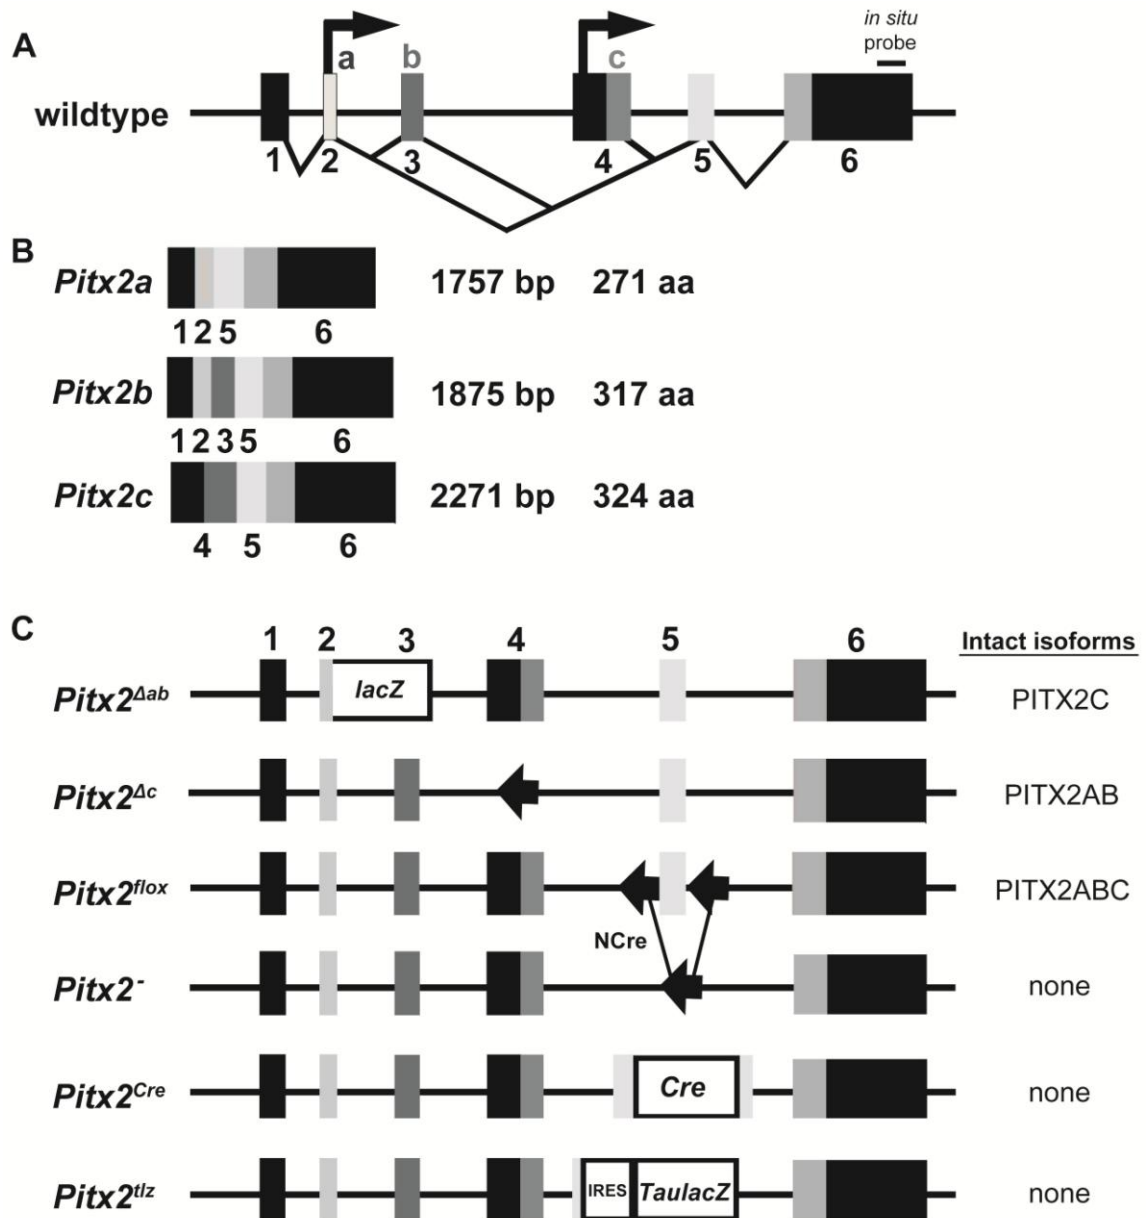 A
in situ
probe
a b c
wildtype
1 2 3 4 5 6
B
Pitx2a 1757 bp 271 aa
1 2 5 6
Pitx2b 1875 bp 317 aa
1 2 3 5 6
Pitx2c 2271 bp 324 aa
4 5 6
C
1 2 3 4 5 6 Intact isoforms
Pitx2Δab lacZ PITX2C
Pitx2Δc PITX2AB
Pitx2flox PITX2ABC
NCre
Pitx2- none
Pitx2Cre Cre none
Pitx2tlz IRES TaulacZ none